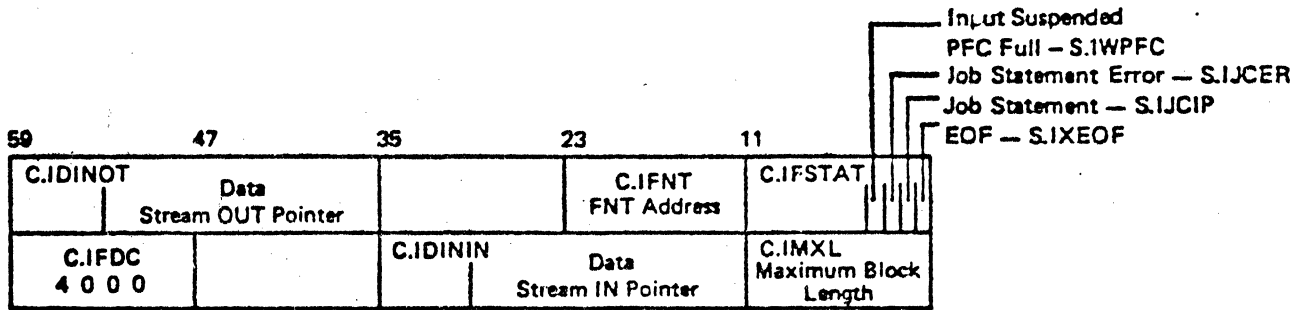 Input Suspended
PFC Full — S.1WPFC
Job Statement Error — S.IJCER
Job Statement — S.IJCIP
EOF — S.IXEOF
59 47 35 23 11
C.IDINOT Data Stream OUT Pointer
C.IFNT
FNT Address
C.IFSTAT
C.IFDC
4 0 0 0
C.IDININ Data
Stream IN Pointer
C.IMXL
Maximum Block
Length